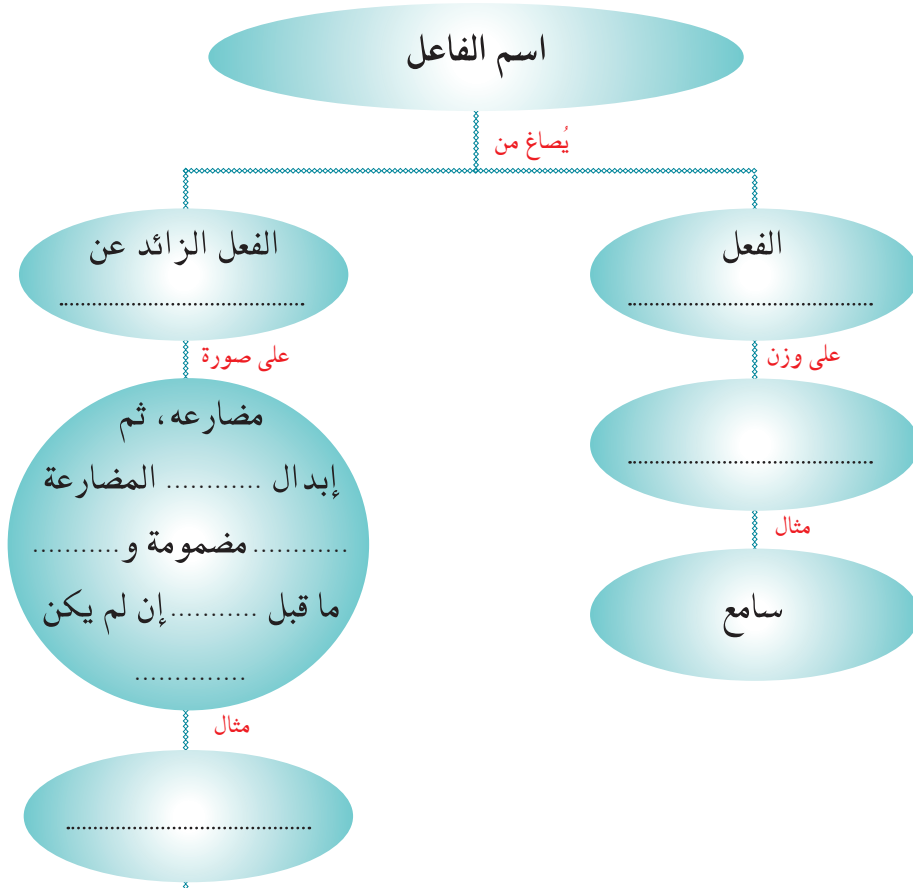 اسم الفاعل
يُصاغ من
الفعل
........................................
على وزن
........................................
مثال
سامع
الفعل الزائد عن
........................................
على صورة
مضارعه، ثم
إبدال ............ المضارعة
............ مضمومة و ...........
ما قبل ........... إن لم يكن
..............
مثال
........................................